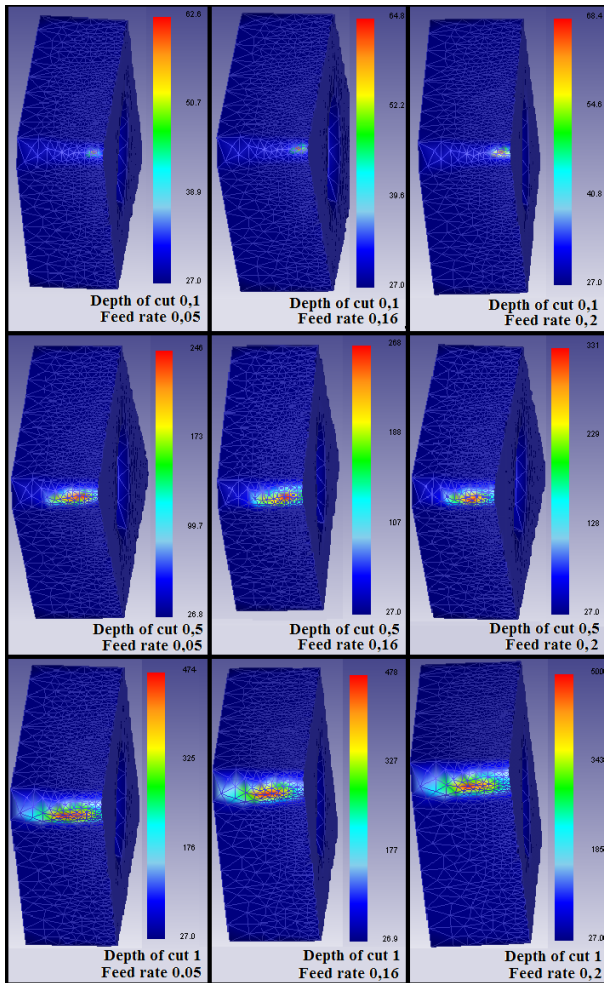 62.6
50.7
38.9
27.0
Depth of cut 0,1
Feed rate 0,05
64.8
52.2
39.6
27.0
Depth of cut 0,1
Feed rate 0,16
68.4
54.6
40.8
27.0
Depth of cut 0,1
Feed rate 0,2
246
173
99.7
26.8
Depth of cut 0,5
Feed rate 0,05
268
188
107
27.0
Depth of cut 0,5
Feed rate 0,16
331
229
128
27.0
Depth of cut 0,5
Feed rate 0,2
474
325
176
27.0
Depth of cut 1
Feed rate 0,05
478
327
177
26.9
Depth of cut 1
Feed rate 0,16
500
343
185
27.0
Depth of cut 1
Feed rate 0,2